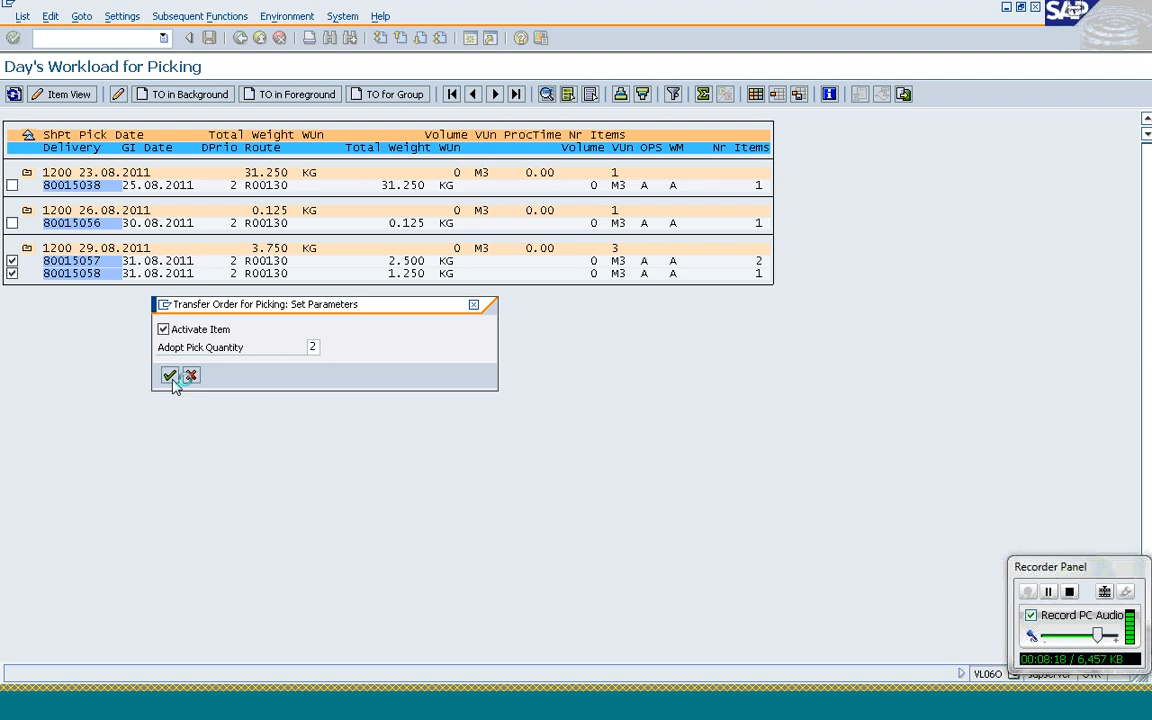 List Edit Goto Settings Subsequent Functions Environment System Help
SAP
Day's Workload for Picking
Item View TO in Background TO in Foreground TO for Group
ShPt Pick Date Total Weight WUn Volume VUn ProcTime Nr Items
Delivery GI Date DPrio Route Total Weight WUn Volume VUn OPS WM Nr Items
1200 23.08.2011 31.250 KG 0 M3 0.00 1
80015038 25.08.2011 2 R00130 31.250 KG 0 M3 A A 1
1200 26.08.2011 0.125 KG 0 M3 0.00 1
80015056 30.08.2011 2 R00130 0.125 KG 0 M3 A A 1
1200 29.08.2011 3.750 KG 0 M3 0.00 3
80015057 31.08.2011 2 R00130 2.500 KG 0 M3 A A 2
80015058 31.08.2011 2 R00130 1.250 KG 0 M3 A A 1
Transfer Order for Picking: Set Parameters
Activate Item
Adopt Pick Quantity 2
Recorder Panel
Record PC Audio
00:08:18 / 6,457 KB
VL06O